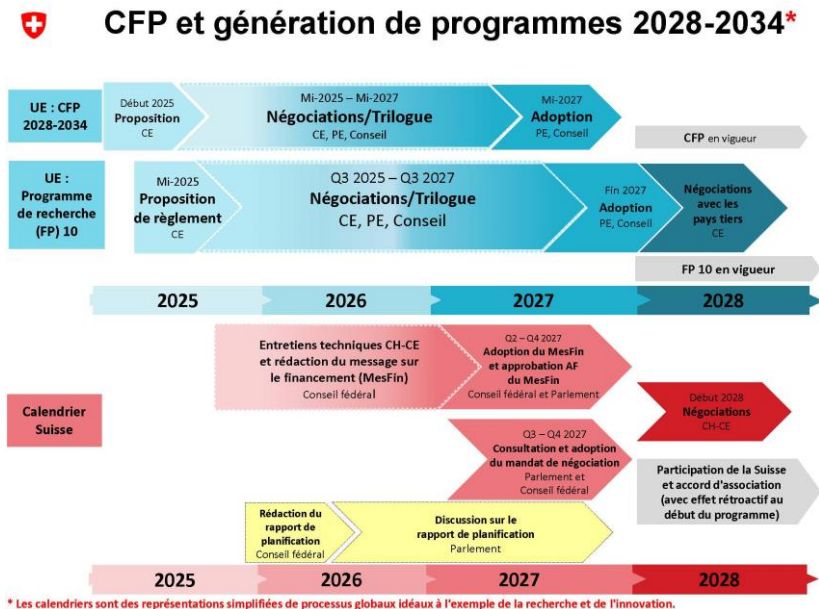 CFP et génération de programmes 2028-2034*
UE : CFP
2028-2034
Début 2025
Proposition
CE
Mi-2025 – Mi-2027
Négociations/Trilogue
CE, PE, Conseil
Mi-2027
Adoption
PE, Conseil
CFP en vigueur
UE :
Programme
de recherche
(FP) 10
Mi-2025
Proposition
de règlement
CE
Q3 2025 – Q3 2027
Négociations/Trilogue
CE, PE, Conseil
Fin 2027
Adoption
PE, Conseil
Négociations
avec les
pays tiers
CE
FP 10 en vigueur
2025
2026
2027
2028
Calendrier
Suisse
Entretiens techniques CH-CE
et rédaction du message sur
le financement (MesFin)
Conseil fédéral
Q2 – Q4 2027
Adoption du MesFin
et approbation AF
du MesFin
Conseil fédéral et Parlement
Début 2028
Négociations
CH-CE
Q3 – Q4 2027
Consultation et adoption
du mandat de négociation
Parlement et
Conseil fédéral
Participation de la Suisse
et accord d'association
(avec effet rétroactif au
début du programme)
Rédaction du
rapport de
planification
Conseil fédéral
Discussion sur le
rapport de planification
Parlement
2025
2026
2027
2028
* Les calendriers sont des représentations simplifiées de processus globaux idéaux à l'exemple de la recherche et de l'innovation.